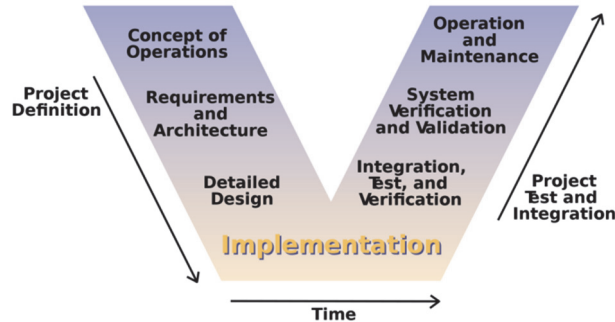 Concept of
Operations
Operation
and
Maintenance
Project
Definition
Requirements
and
Architecture
System
Verification
and Validation
Detailed
Design
Integration,
Test, and
Verification
Project
Test and
Integration
Implementation
Time